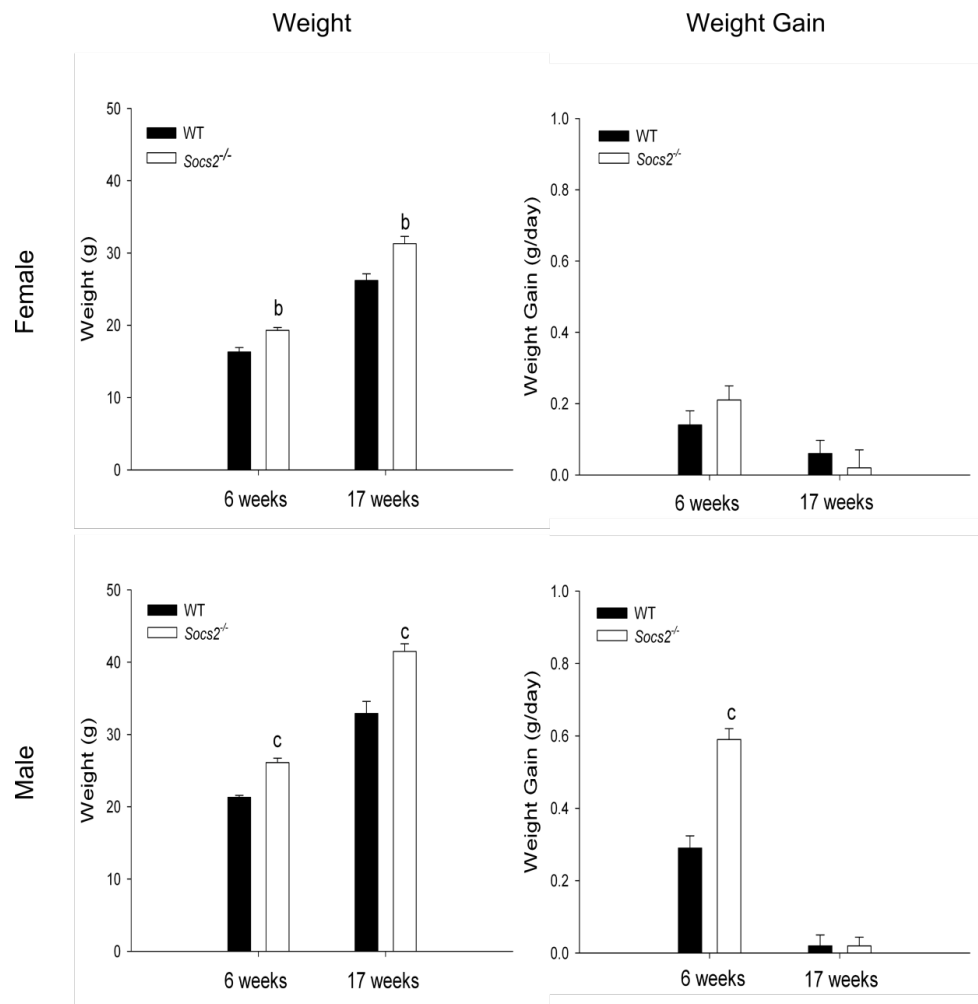 Weight
Weight Gain
Female
Weight (g)
50
40
30
20
10
0
WT
Socs2-/-
b
b
6 weeks
17 weeks
Weight Gain (g/day)
1.0
0.8
0.6
0.4
0.2
0.0
WT
Socs2-/-
6 weeks
17 weeks
Male
Weight (g)
50
40
30
20
10
0
WT
Socs2-/-
c
c
6 weeks
17 weeks
Weight Gain (g/day)
1.0
0.8
0.6
0.4
0.2
0.0
WT
Socs2-/-
c
6 weeks
17 weeks